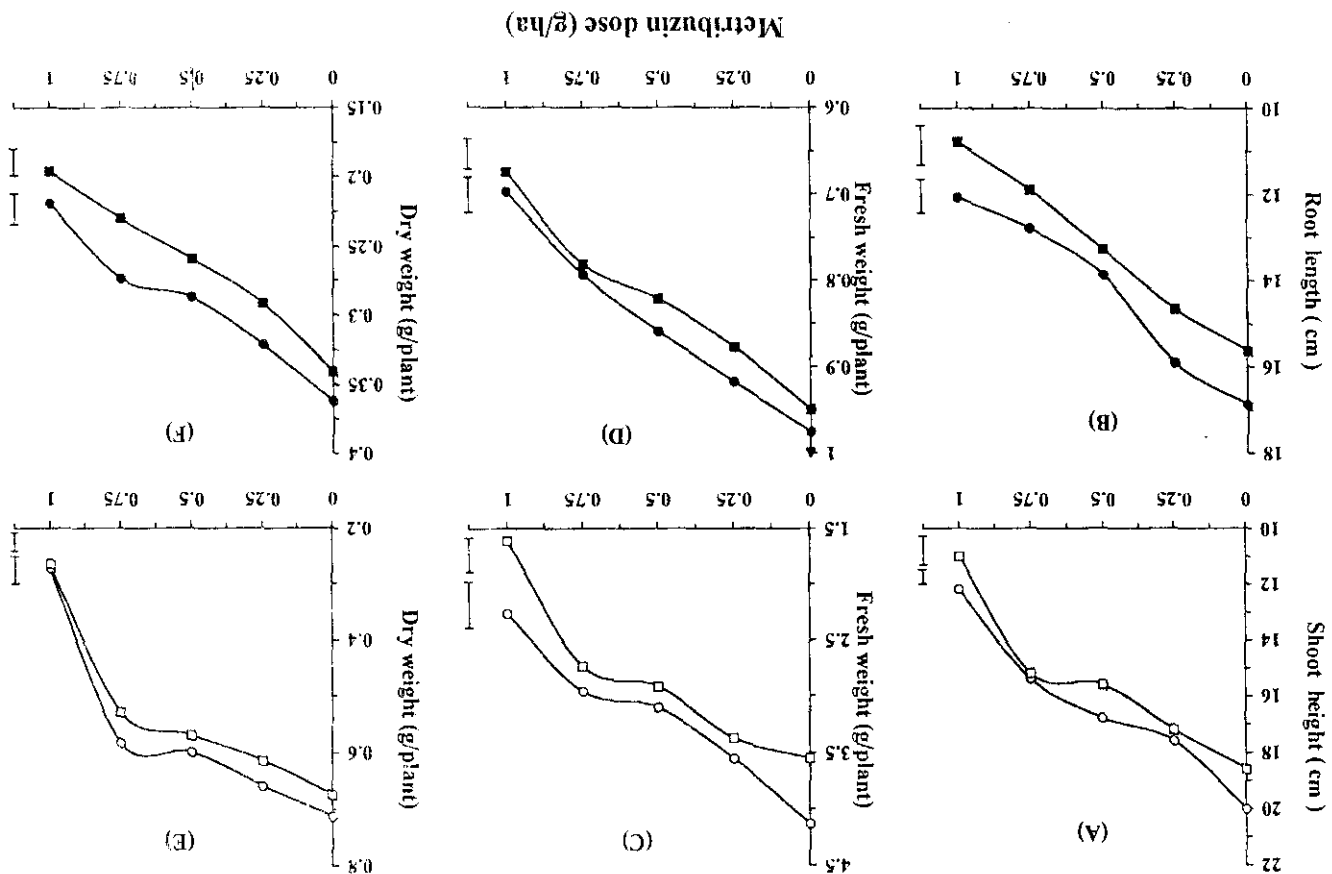 (A)
Shoot height ( cm)
22
20
18
16
14
12
10
0 0.25 0.5 0.75 1
(C)
Fresh weight (g/plant)
4.5
3.5
2.5
1.5
0 0.25 0.5 0.75 1
(E)
Dry weight (g/plant)
0.8
0.6
0.4
0.2
0 0.25 0.5 0.75 1
(B)
Root length ( cm)
18
16
14
12
10
0 0.25 0.5 0.75 1
(D)
Fresh weight (g/plant)
1
0.9
0.8
0.7
0.6
0 0.25 0.5 0.75 1
(F)
Dry weight (g/plant)
0.4
0.35
0.3
0.25
0.2
0.15
0 0.25 0.5 0.75 1
Metribuzin dose (g/ha)